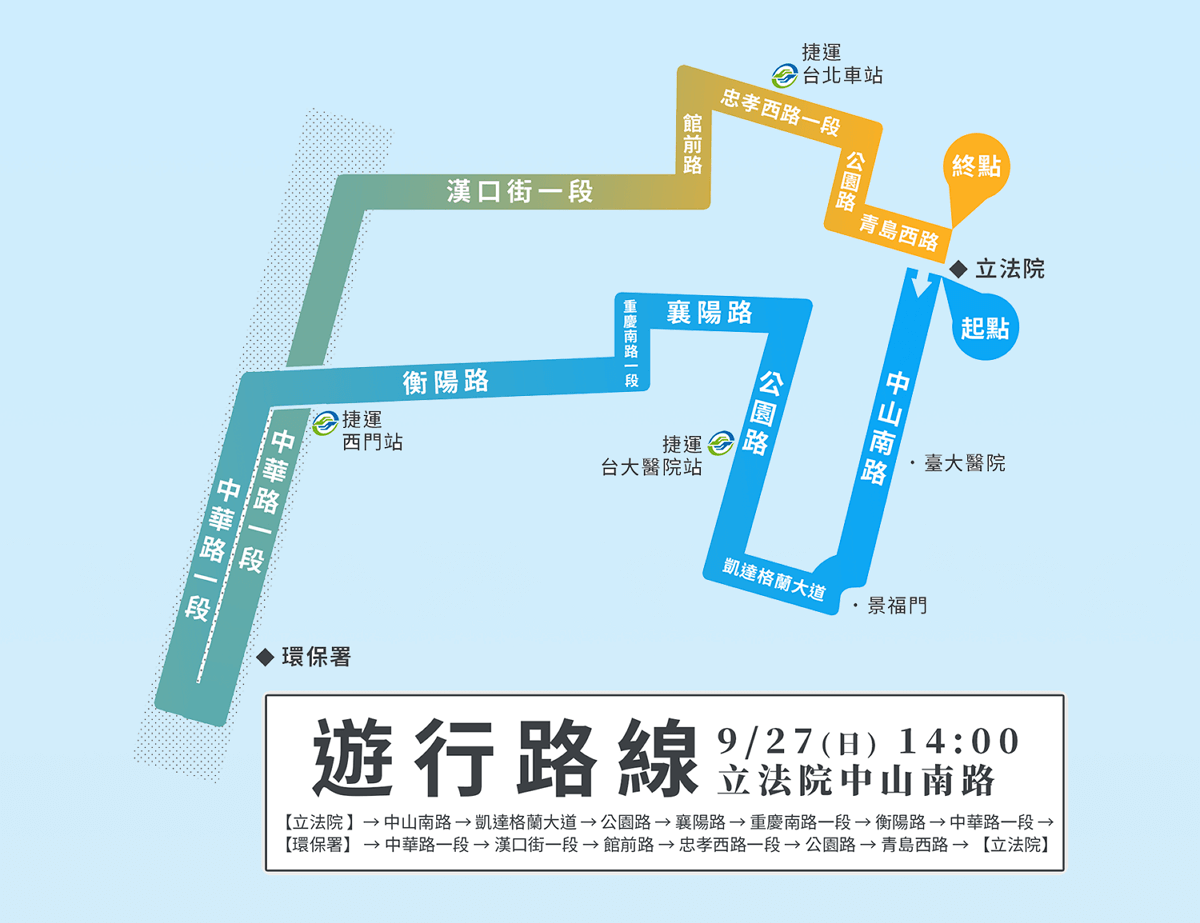 捷運
台北車站
忠孝西路一段
館前路
公園路
終點
漢口街一段
青島西路
立法院
起點
重慶南路一段
襄陽路
衡陽路
公園路
中山南路
捷運
西門站
捷運
台大醫院站
・臺大醫院
中華路一段
中華路一段
凱達格蘭大道
・景福門
環保署
遊行路線
9/27(日) 14:00
立法院中山南路
【立法院】→中山南路→凱達格蘭大道→公園路→襄陽路→重慶南路一段→衡陽路→中華路一段→
【環保署】→中華路一段→漢口街一段→館前路→忠孝西路一段→公園路→青島西路→【立法院】